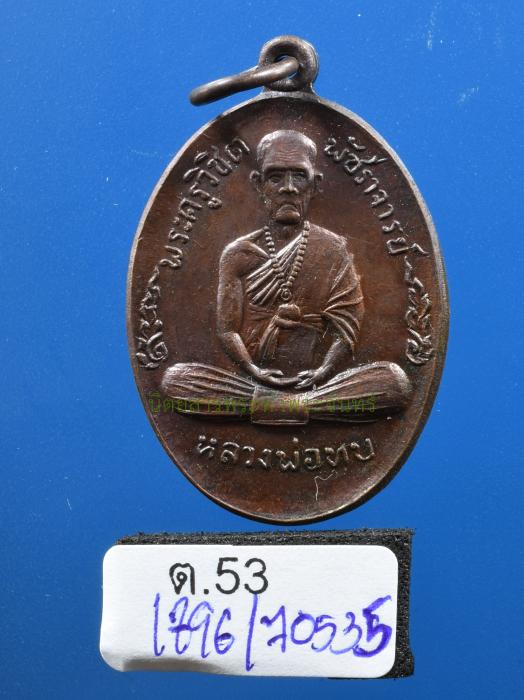 พระครูวิชิต พัชราจารย์
หลวงพ่อทบ
ต.53
1796/70535